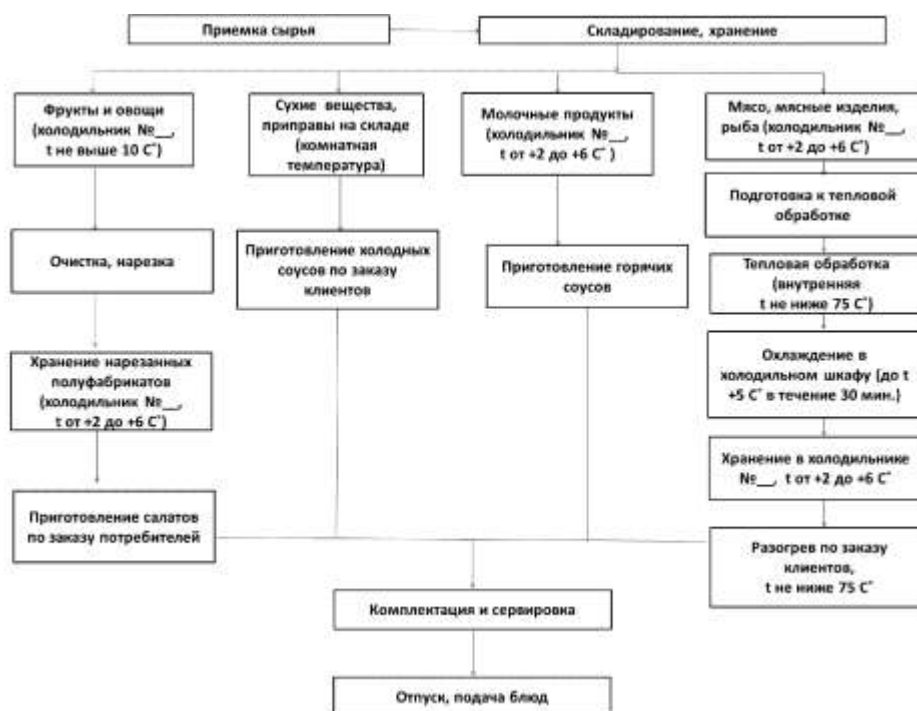 Приемка сырья
Складирование, хранение
Фрукты и овощи
(холодильник №__,
t не выше 10 С˚)
Сухие вещества,
приправы на складе
(комнатная
температура)
Молочные продукты
(холодильник №__,
t от +2 до +6 С˚ )
Мясо, мясные изделия,
рыба (холодильник №__,
t от +2 до +6 С˚)
Подготовка к тепловой
обработке
Очистка, нарезка
Приготовление холодных
соусов по заказу
клиентов
Приготовление горячих
соусов
Тепловая обработка
(внутренняя
t не ниже 75 С˚)
Хранение нарезанных
полуфабрикатов
(холодильник №__,
t от +2 до +6 С˚)
Охлаждение в
холодильном шкафу (до t
+5 С˚ в течение 30 мин.)
Хранение в холодильнике
№__, t от +2 до +6 С˚
Приготовление салатов
по заказу потребителей
Разогрев по заказу
клиентов,
t не ниже 75 С˚
Комплектация и сервировка
Отпуск, подача блюд